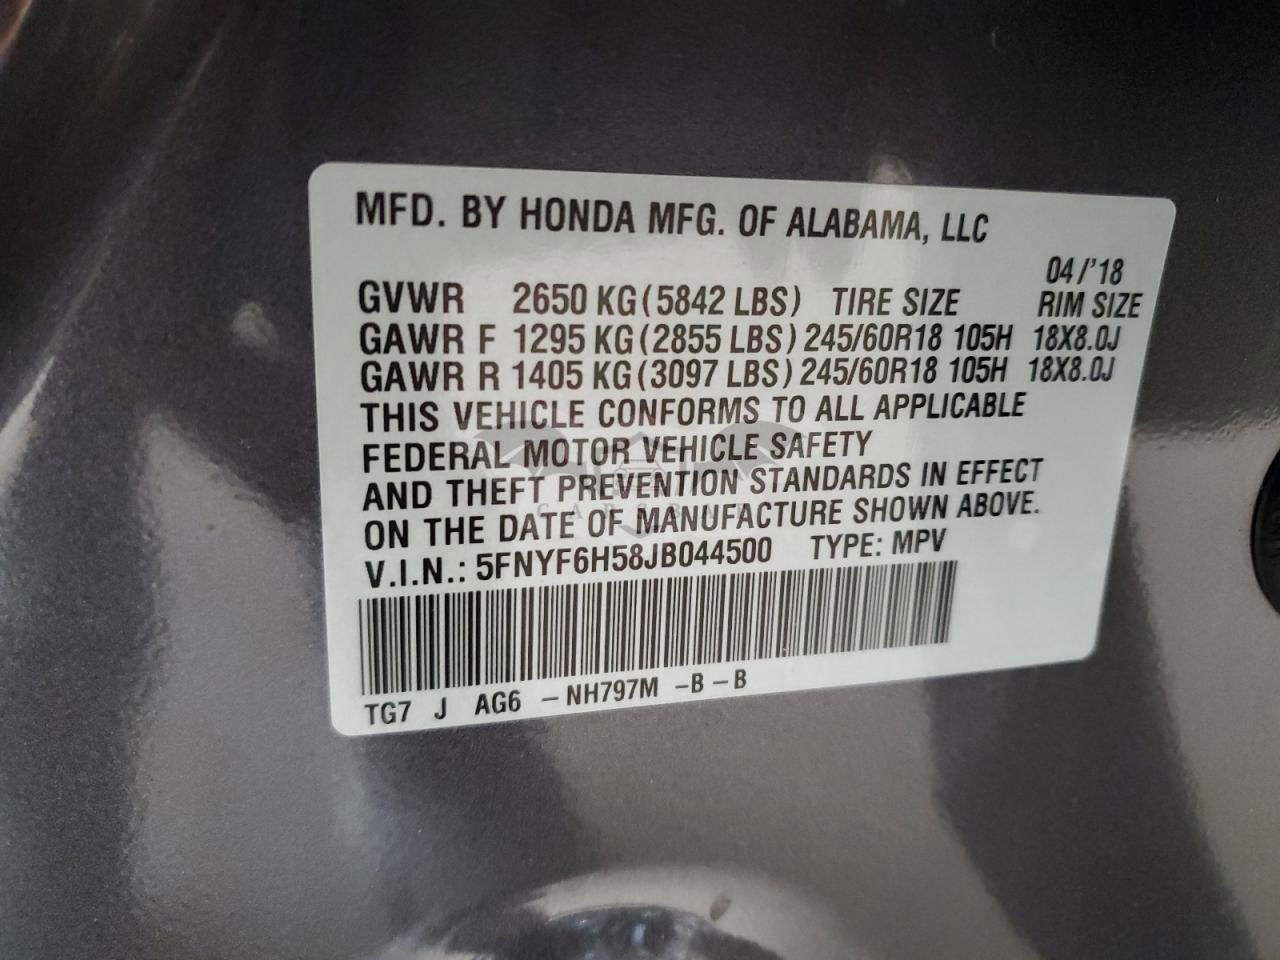 MFD. BY HONDA MFG. OF ALABAMA, LLC
04/'18
GVWR 2650 KG(5842 LBS) TIRE SIZE RIM SIZE
GAWR F 1295 KG(2855 LBS) 245/60R18 105H 18X8.0J
GAWR R 1405 KG(3097 LBS) 245/60R18 105H 18X8.0J
THIS VEHICLE CONFORMS TO ALL APPLICABLE
FEDERAL MOTOR VEHICLE SAFETY
AND THEFT PREVENTION STANDARDS IN EFFECT
ON THE DATE OF MANUFACTURE SHOWN ABOVE.
V.I.N.: 5FNYF6H58JB044500 TYPE: MPV
TG7 J AG6 -NH797M -B-B